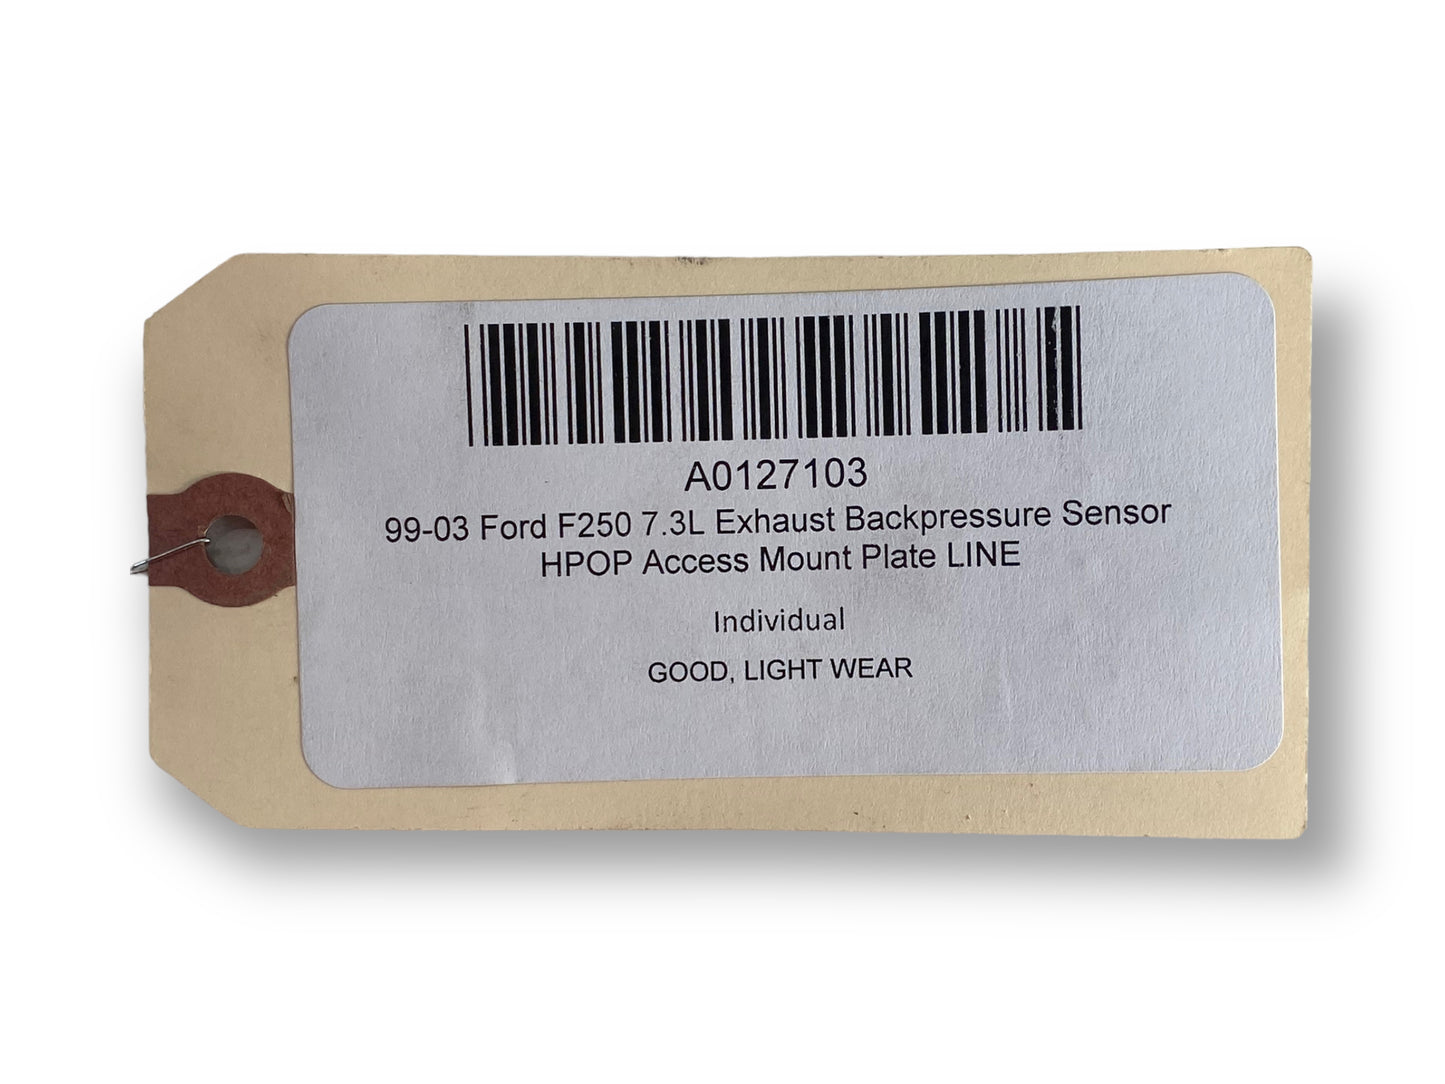 A0127103
99-03 Ford F250 7.3L Exhaust Backpressure Sensor
HPOP Access Mount Plate LINE
Individual
GOOD, LIGHT WEAR